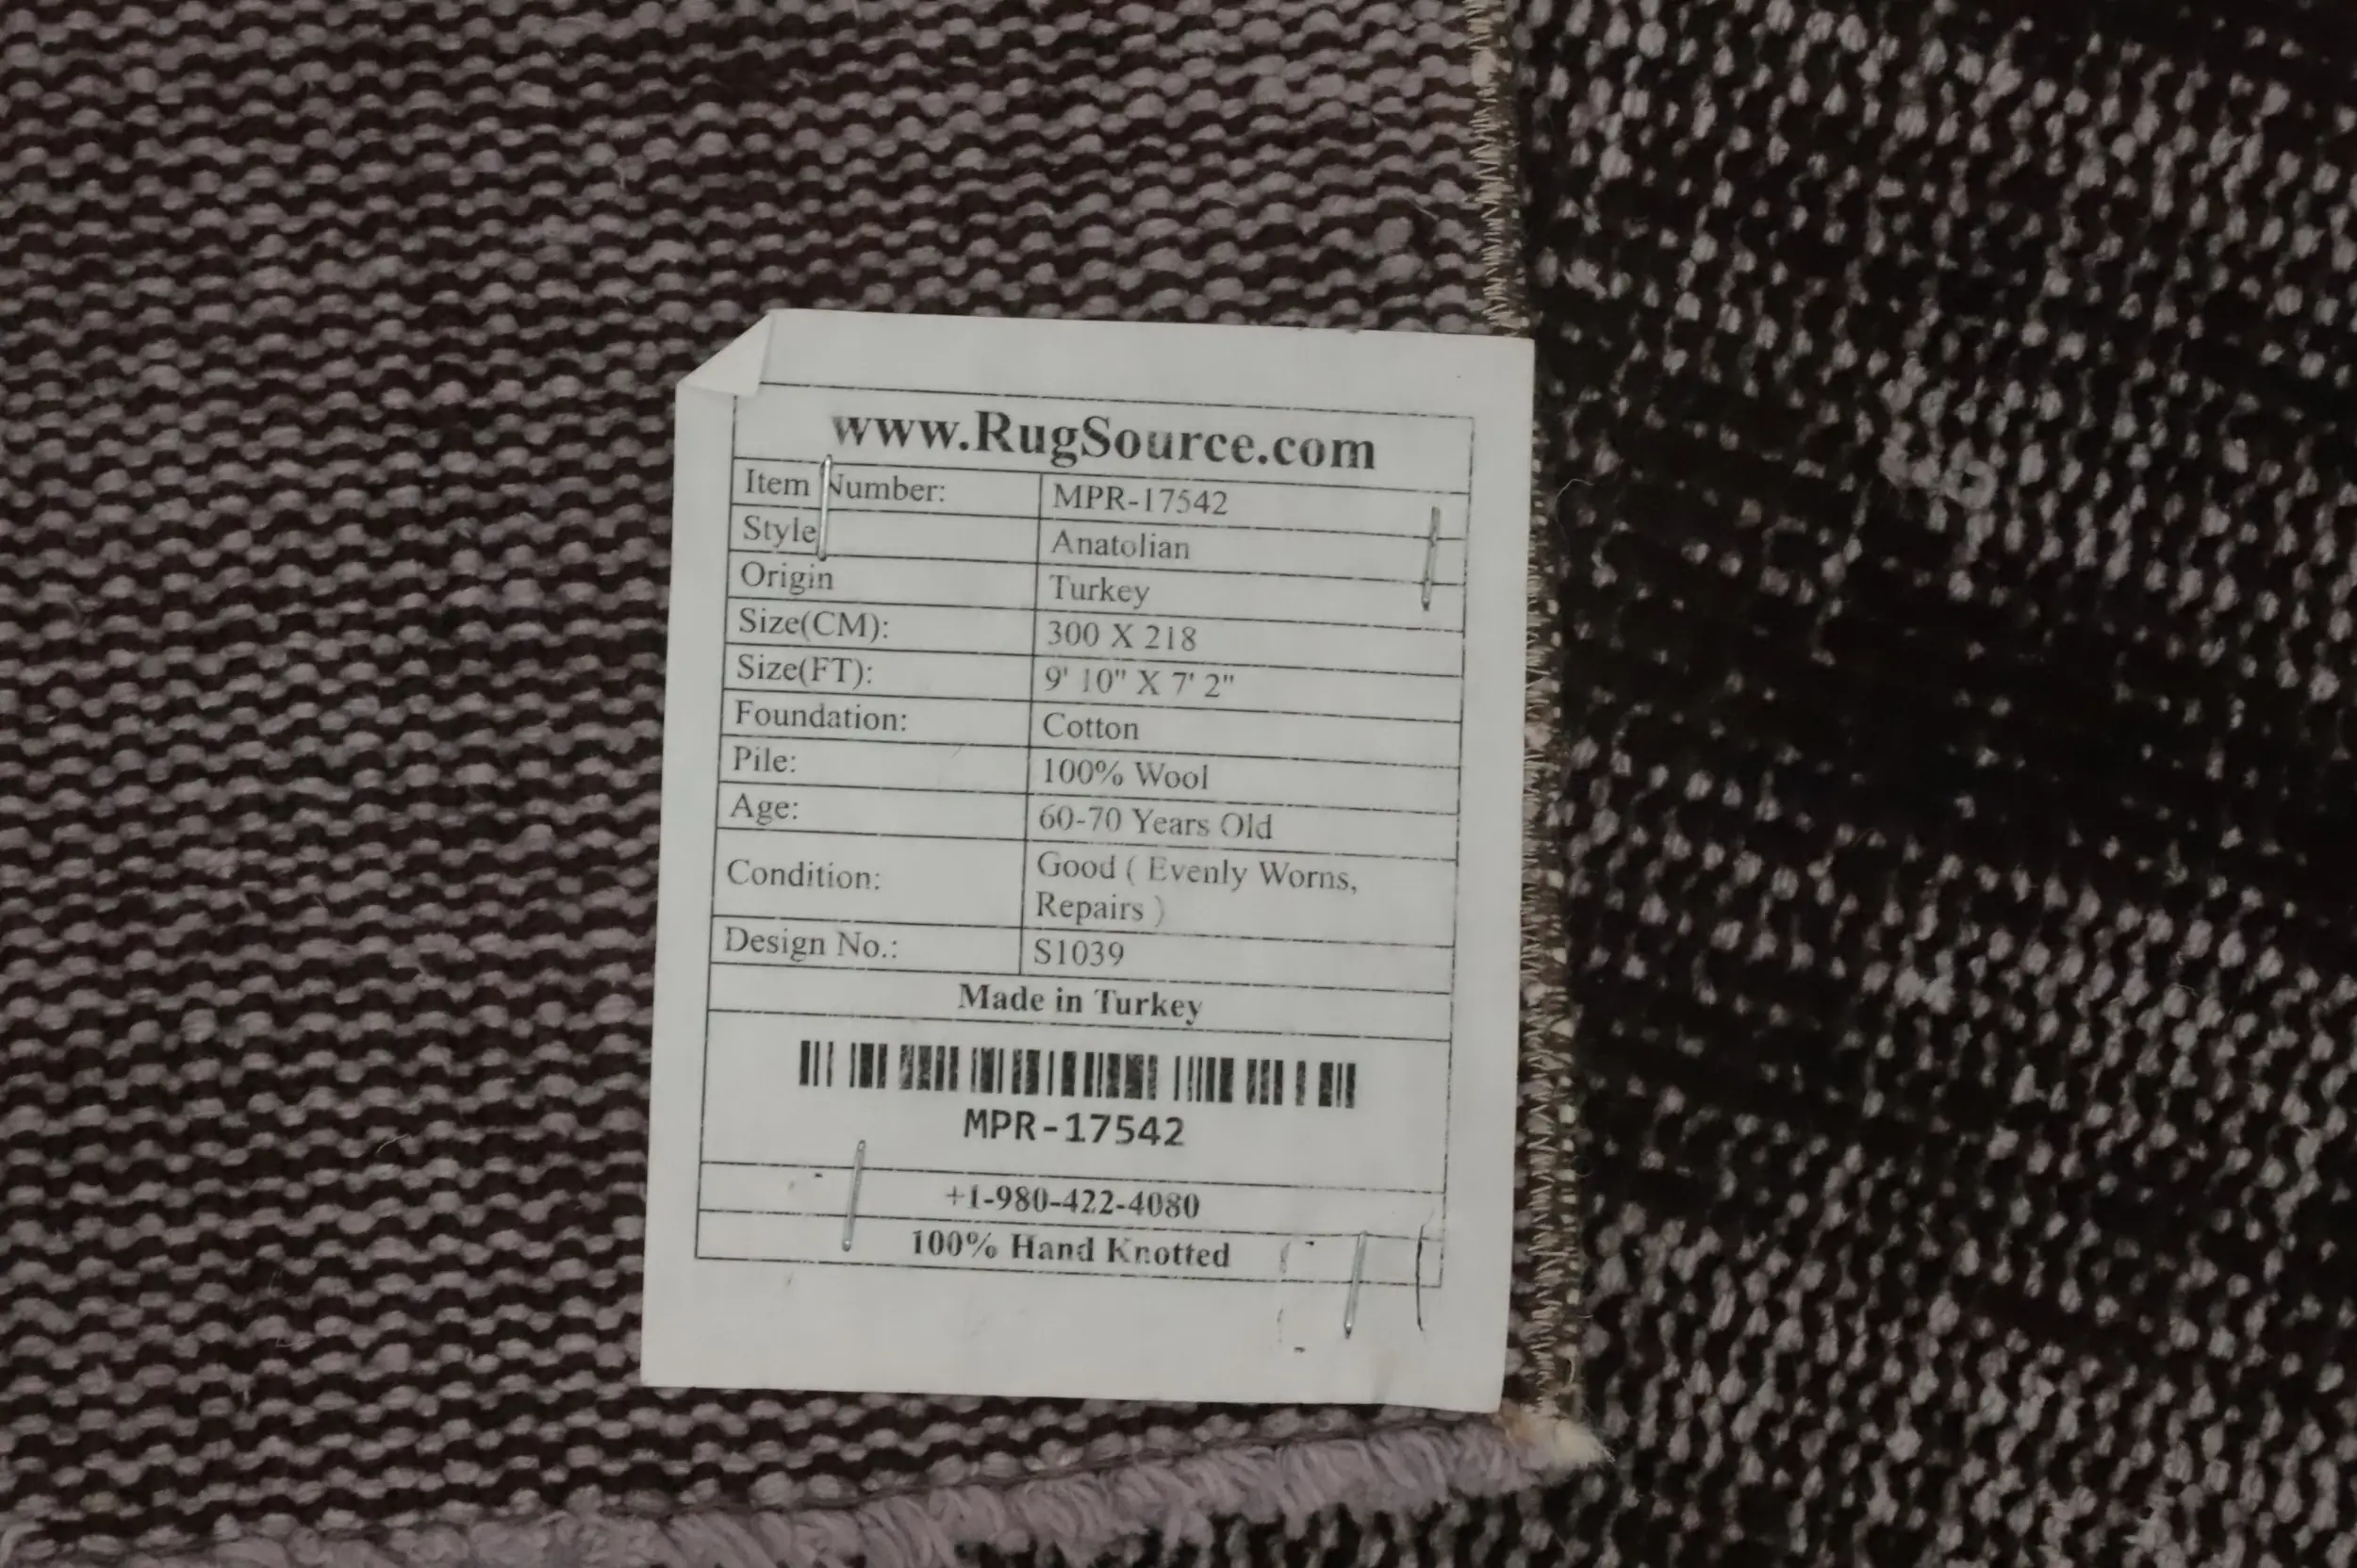 www.RugSource.com
Item Number: MPR-17542
Style Anatolian
Origin Turkey
Size(CM): 300 X 218
Size(FT): 9' 10" X 7' 2"
Foundation: Cotton
Pile: 100% Wool
Age: 60-70 Years Old
Condition: Good ( Evenly Worns,
Repairs )
Design No.: S1039
Made in Turkey
MPR-17542
+1-980-422-4080
100% Hand Knotted